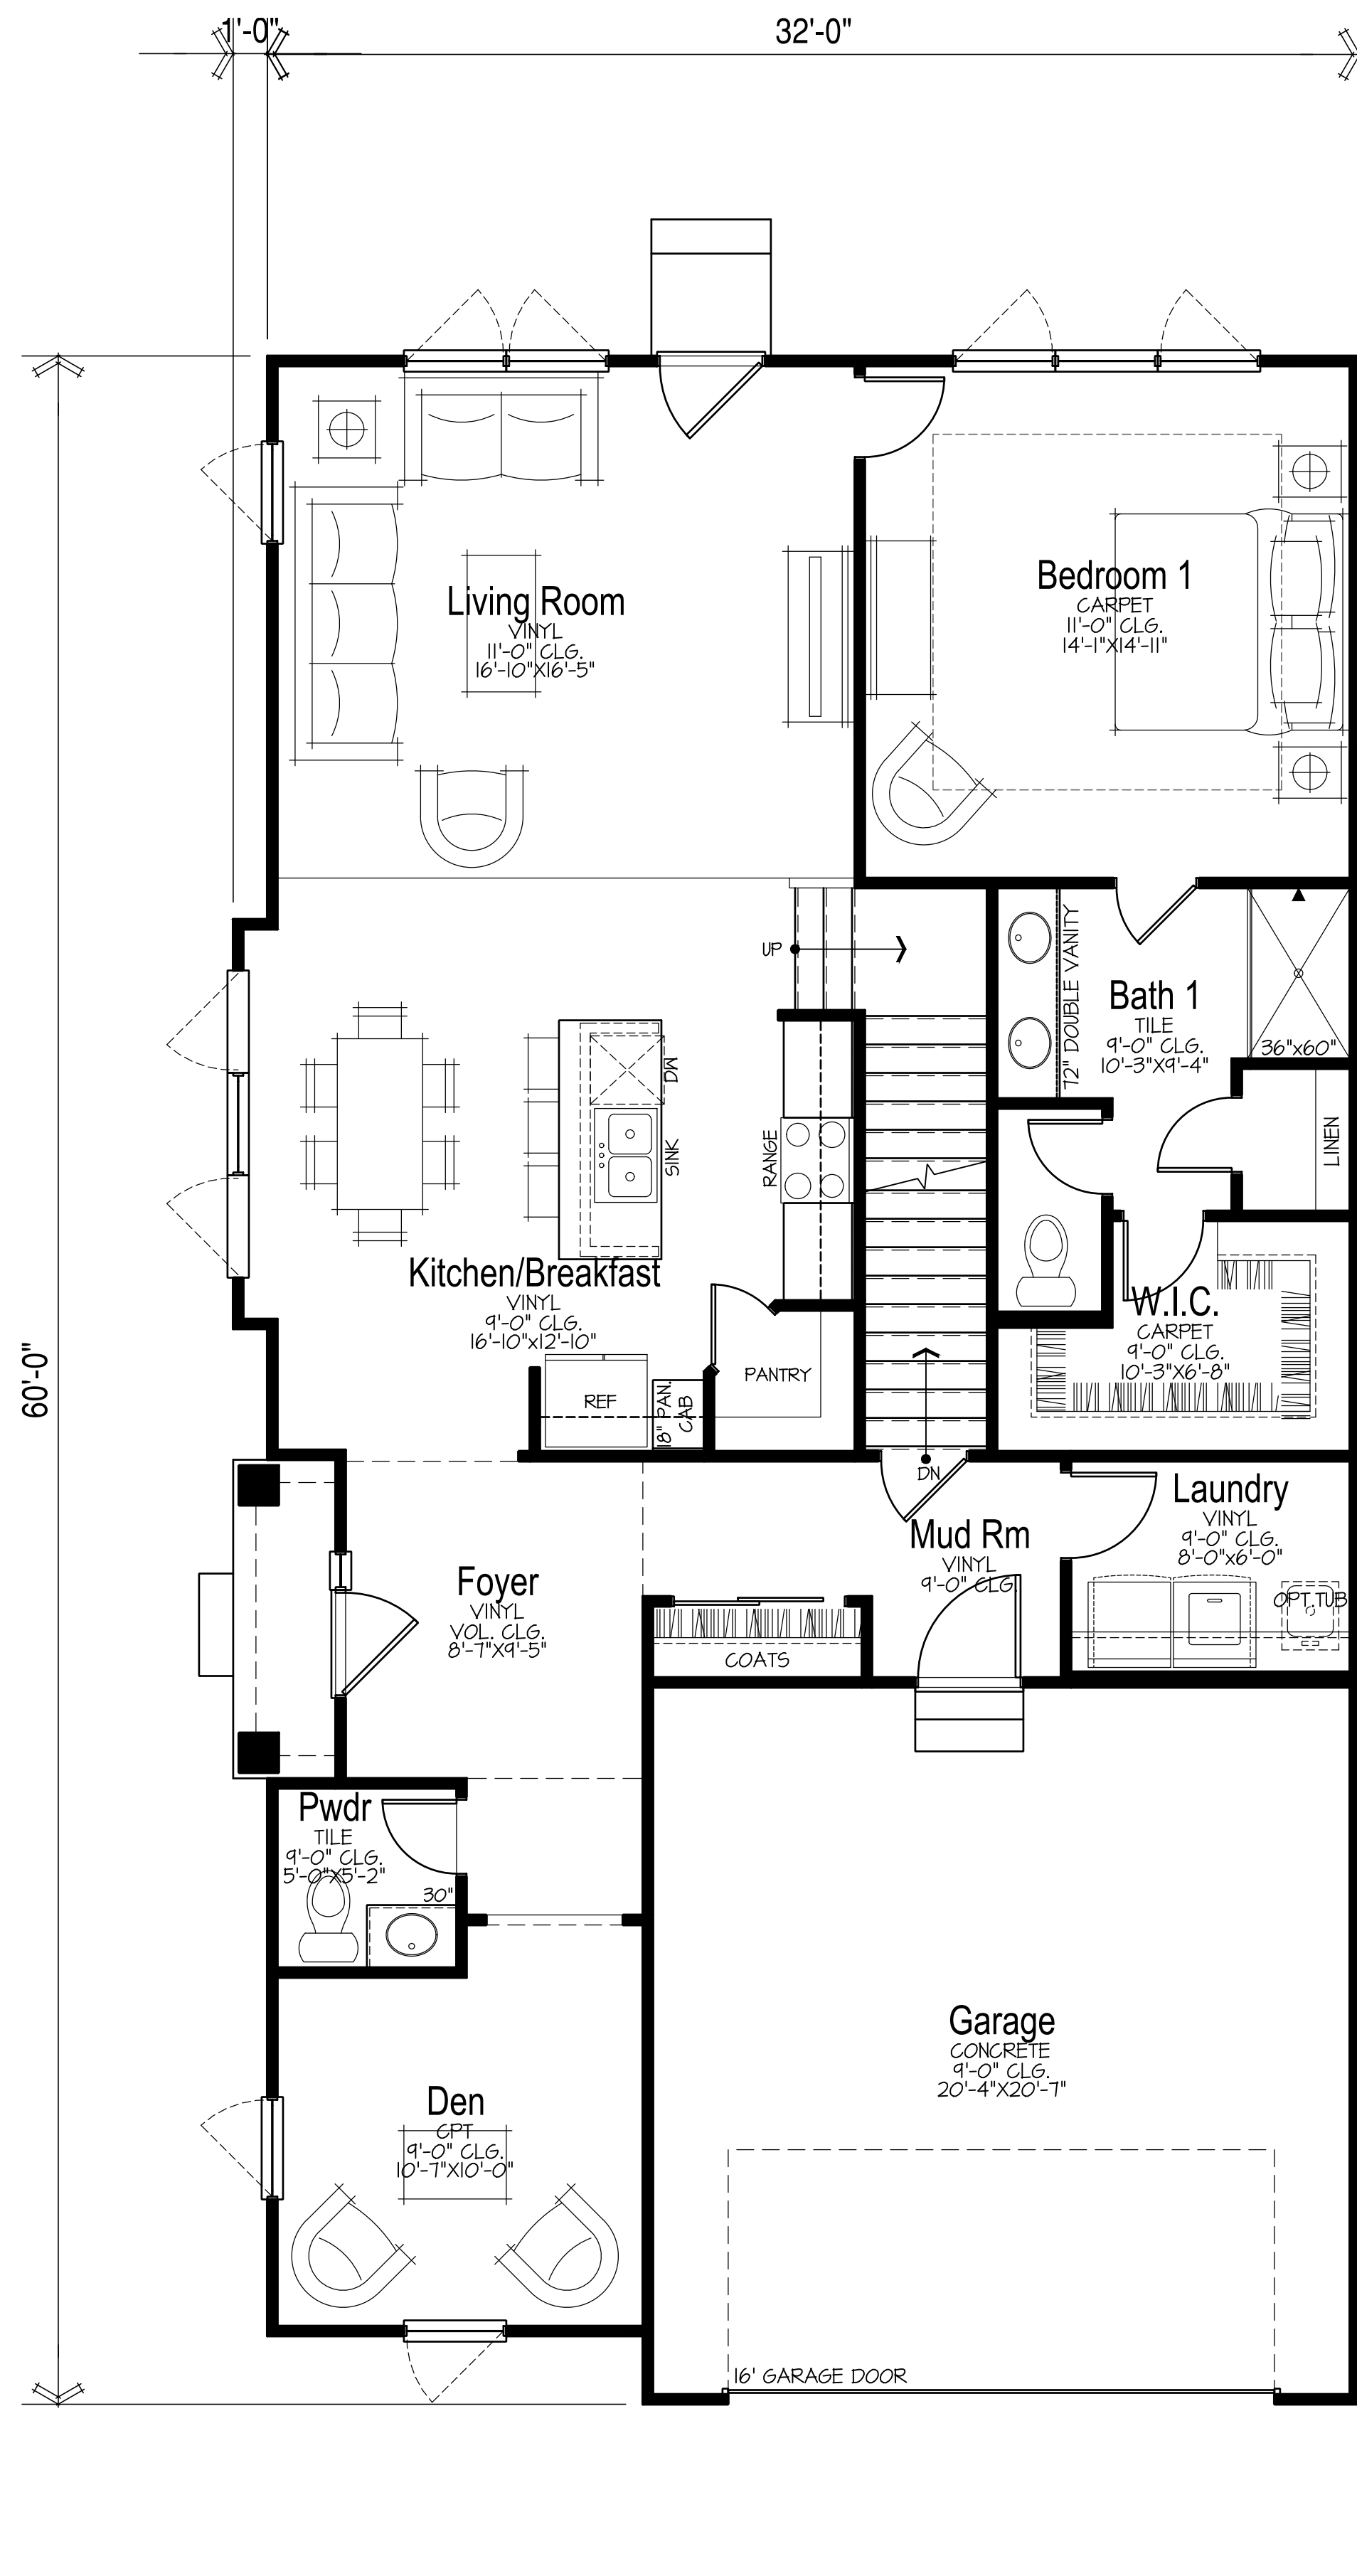 1'-0"
32'-0"
60'-0"
Living Room
VINYL
11'-0" CLG.
16'-10"X16'-5"
Bedroom 1
CARPET
11'-0" CLG.
14'-1"X14'-11"
UP
72" DOUBLE VANITY
Bath 1
TILE
9'-0" CLG.
10'-3"X9'-4"
36"x60"
LINEN
DW
SINK
RANGE
Kitchen/Breakfast
VINYL
9'-0" CLG.
16'-10"x12'-10"
REF
18" PAN.
CAB
PANTRY
W.I.C.
CARPET
9'-0" CLG.
10'-3"X6'-8"
DN
Mud Rm
VINYL
9'-0" CLG.
Laundry
VINYL
9'-0" CLG.
8'-0"x6'-0"
OPT.TUB
Foyer
VINYL
VOL. CLG.
8'-7"X9'-5"
COATS
Pwdr
TILE
9'-0" CLG.
5'-0"X5'-2"
30"
Garage
CONCRETE
9'-0" CLG.
20'-4"X20'-7"
Den
CPT
9'-0" CLG.
10'-7"X10'-0"
16' GARAGE DOOR